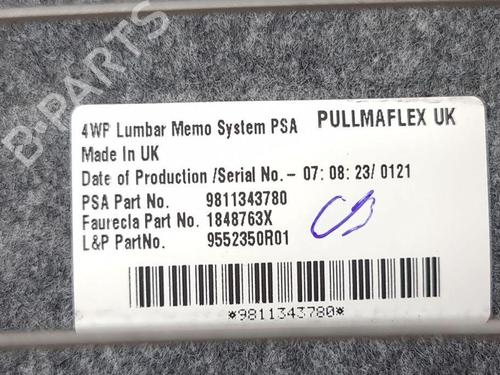 B-PARTS
4WP Lumbar Memo System PSA PULLMAFLEX UK
Made In UK
Date of Production /Serial No.- 07: 08: 23/ 0121
PSA Part No. 9811343780
Faurecla Part No. 1848763X
L&P PartNo. 9552350R01
*9811343780*